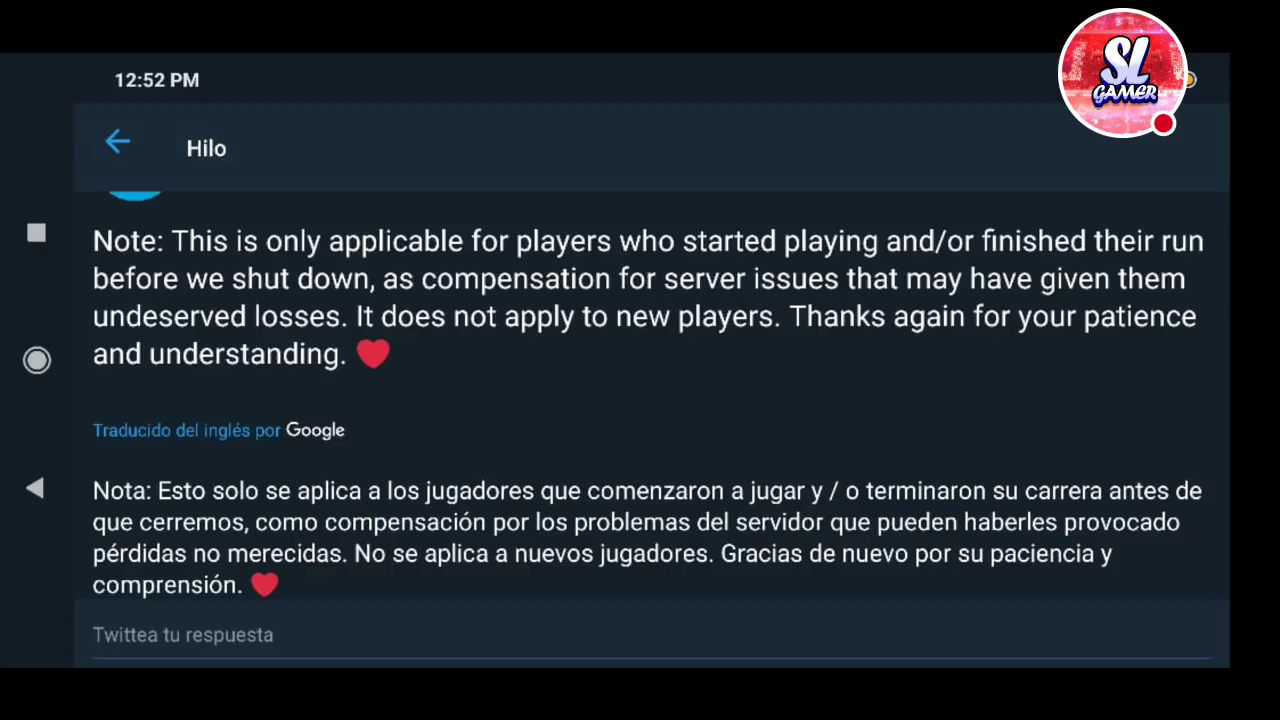 12:52 PM
SL
GAMER
Hilo
Note: This is only applicable for players who started playing and/or finished their run
before we shut down, as compensation for server issues that may have given them
undeserved losses. It does not apply to new players. Thanks again for your patience
and understanding. ❤️
Traducido del inglés por Google
Nota: Esto solo se aplica a los jugadores que comenzaron a jugar y / o terminaron su carrera antes de
que cerremos, como compensación por los problemas del servidor que pueden haberles provocado
pérdidas no merecidas. No se aplica a nuevos jugadores. Gracias de nuevo por su paciencia y
comprensión. ❤️
Twittea tu respuesta